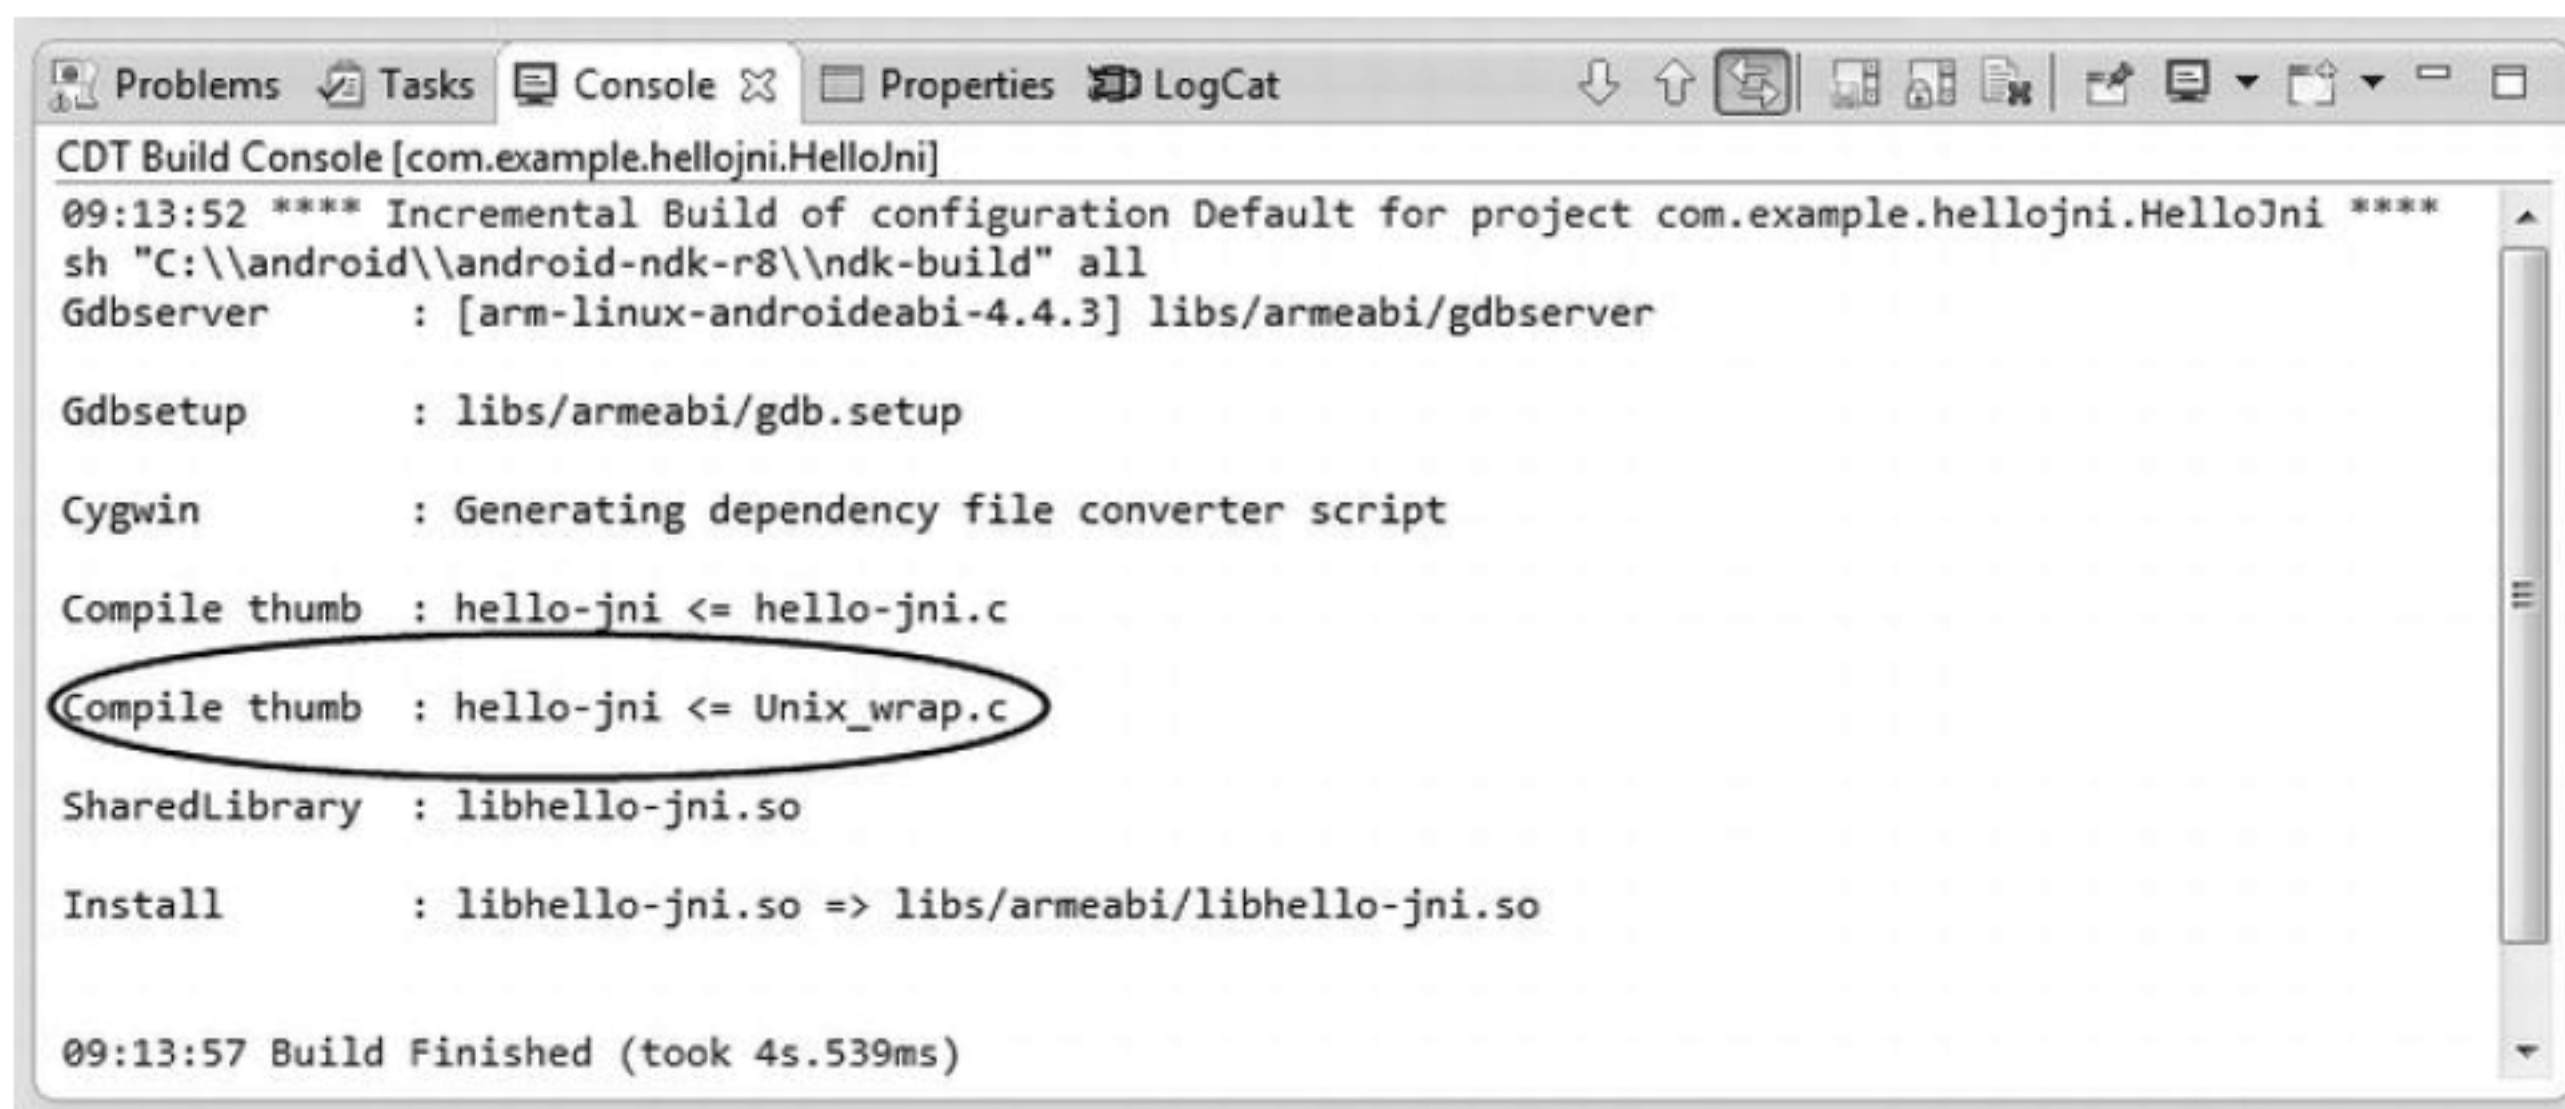 Problems Tasks Console Properties LogCat
CDT Build Console [com.example.hellojni.HelloJni]
09:13:52 **** Incremental Build of configuration Default for project com.example.hellojni.HelloJni ****
sh "C:\\android\\android-ndk-r8\\ndk-build" all
Gdbserver : [arm-linux-androideabi-4.4.3] libs/armeabi/gdbserver
Gdbsetup : libs/armeabi/gdb.setup
Cygwin : Generating dependency file converter script
Compile thumb : hello-jni <= hello-jni.c
Compile thumb : hello-jni <= Unix_wrap.c
SharedLibrary : libhello-jni.so
Install : libhello-jni.so => libs/armeabi/libhello-jni.so
09:13:57 Build Finished (took 4s.539ms)